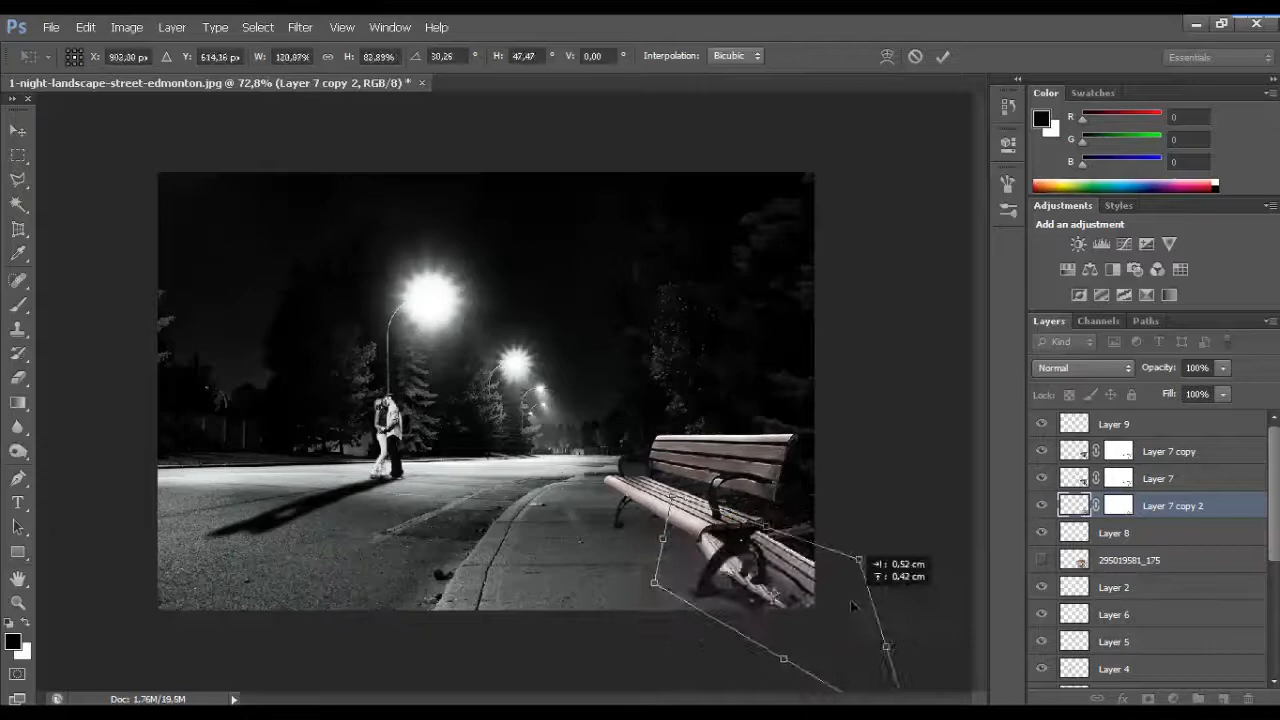 Ps File Edit Image Layer Type Select Filter View Window Help
X: 903,80 px Y: 614,16 px W: 120,87% H: 82,89% 30,26 ° H: 47,47 ° V: 0,00 ° Interpolation: Bicubic Essentials
1-night-landscape-street-edmonton.jpg @ 72,8% (Layer 7 copy 2, RGB/8) * ×
Color Swatches
R 0
G 0
B 0
Adjustments Styles
Add an adjustment
Layers Channels Paths
Kind
Normal Opacity: 100%
Lock: Fill: 100%
Layer 9
Layer 7 copy
Layer 7
Layer 7 copy 2
Layer 8
295019581_175
Layer 2
Layer 6
Layer 5
Layer 4
: 0,52 cm
: 0,42 cm
Doc: 1,76M/19,5M